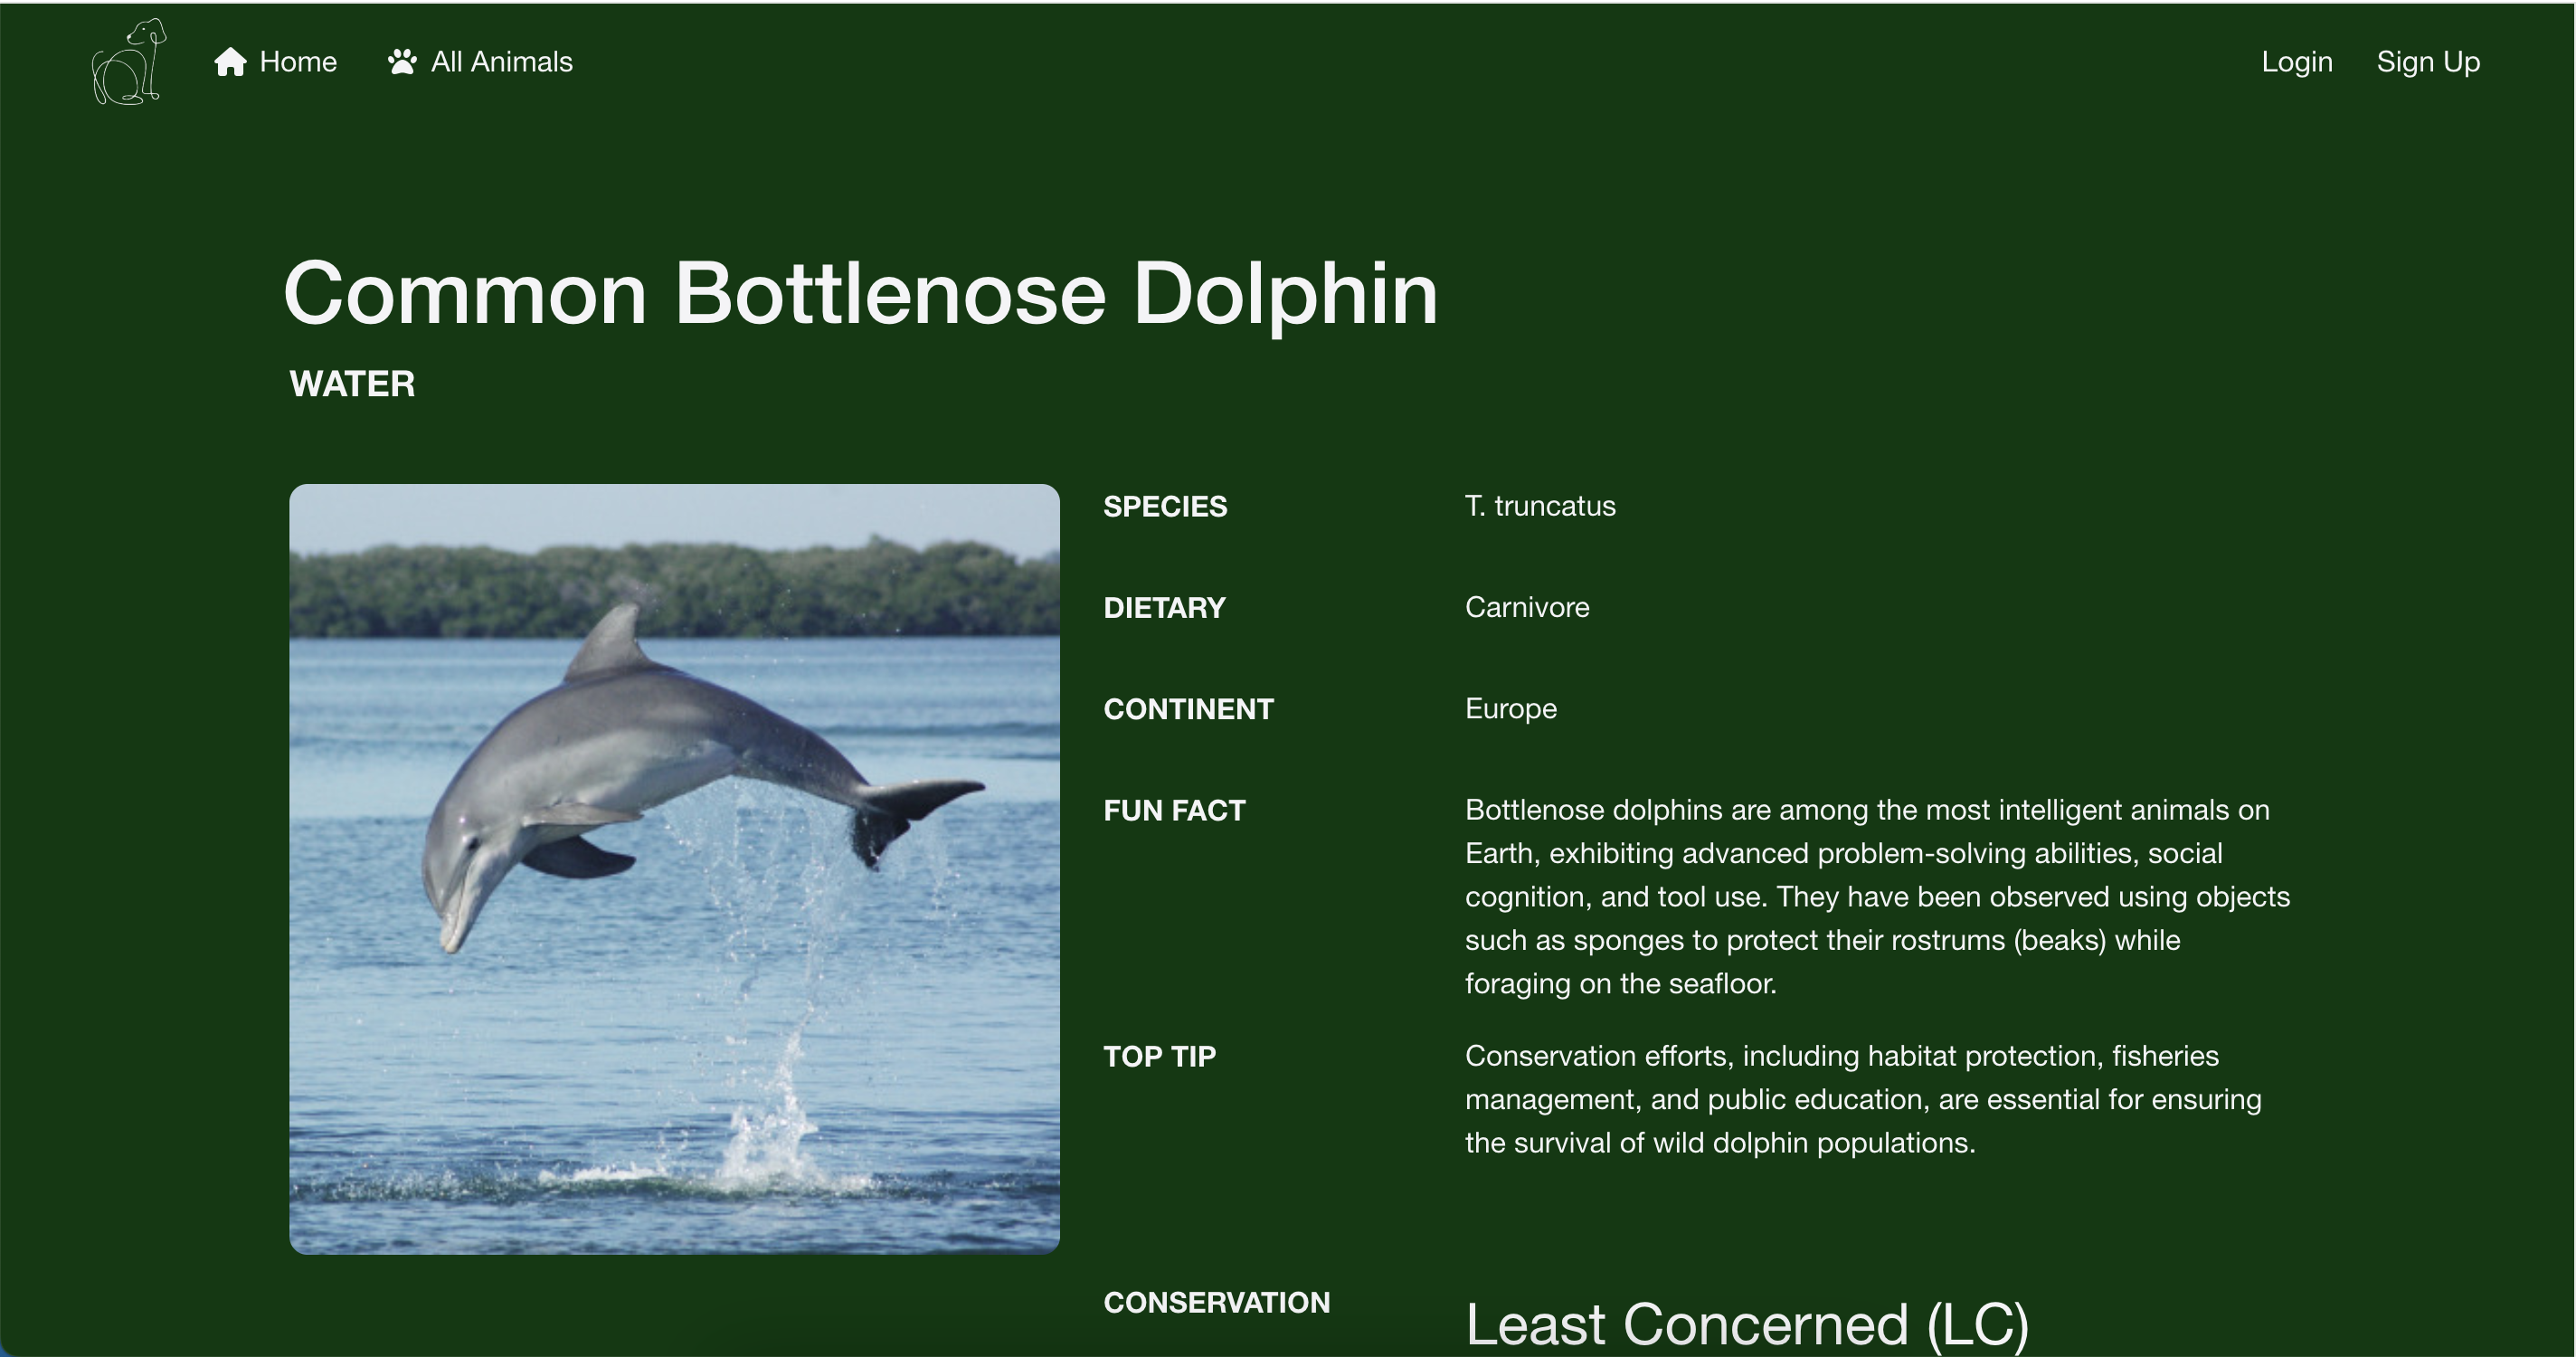 Home
All Animals
Login
Sign Up
Common Bottlenose Dolphin
WATER
SPECIES
T. truncatus
DIETARY
Carnivore
CONTINENT
Europe
FUN FACT
Bottlenose dolphins are among the most intelligent animals on
Earth, exhibiting advanced problem-solving abilities, social
cognition, and tool use. They have been observed using objects
such as sponges to protect their rostrums (beaks) while
foraging on the seafloor.
TOP TIP
Conservation efforts, including habitat protection, fisheries
management, and public education, are essential for ensuring
the survival of wild dolphin populations.
CONSERVATION
Least Concerned (LC)